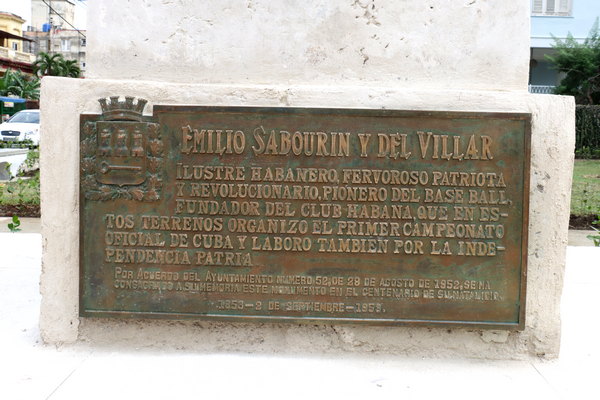 EMILIO SABOURIN Y DEL VILLAR
ILUSTRE HABANERO, FERVOROSO PATRIOTA
Y REVOLUCIONARIO, PIONERO DEL BASE BALL,
FUNDADOR DEL CLUB HABANA, QUE EN ES-
TOS TERRENOS ORGANIZO EL PRIMER CAMPEONATO
OFICIAL DE CUBA Y LABORO TAMBIEN POR LA INDE-
PENDENCIA PATRIA
POR ACUERDO DEL AYUNTAMIENTO NUMERO 52, DE 28 DE AGOSTO DE 1952, SE HA
CONSAGRADO A SU MEMORIA ESTE MONUMENTO EN EL CENTENARIO DE SU NATALICIO.
1853-2 DE SEPTIEMBRE-1953.